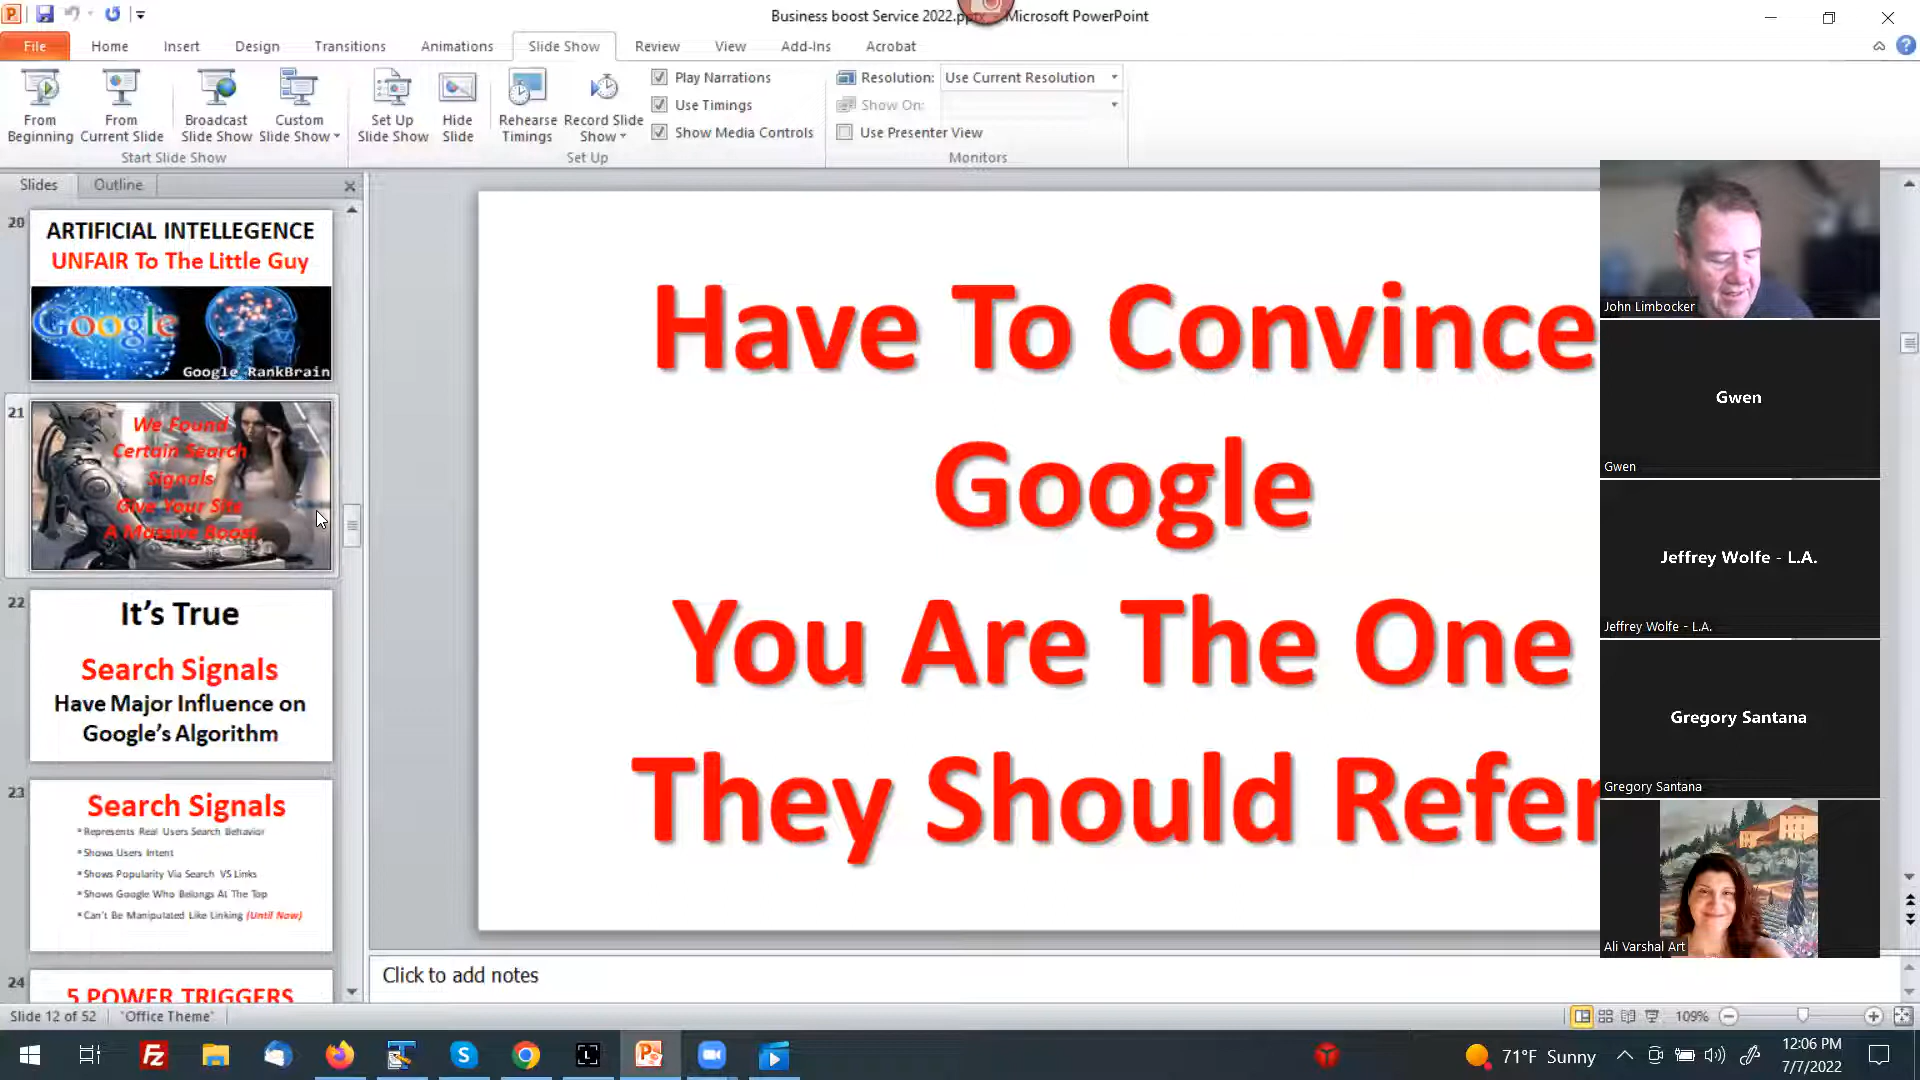 Business boost Service 2022.pptx - Microsoft PowerPoint
File
Home
Insert
Design
Transitions
Animations
Slide Show
Review
View
Add-Ins
Acrobat
From Beginning
From Current Slide
Broadcast Slide Show
Custom Slide Show
Set Up Slide Show
Hide Slide
Rehearse Timings
Record Slide Show
Play Narrations
Use Timings
Show Media Controls
Resolution: Use Current Resolution
Show On:
Use Presenter View
Start Slide Show
Set Up
Monitors
Slides
Outline
20
ARTIFICIAL INTELLEGENCE
UNFAIR To The Little Guy
Google
Google RankBrain
21
We Found
Certain Search
Signals
Give Your Site
A Massive Boost
22
It's True
Search Signals
Have Major Influence on
Google's Algorithm
23
Search Signals
Represents Real Users Search Behavior
Shows Users Intent
Shows Popularity Via Search VS Links
Shows Google Who Belongs At The Top
Can't Be Manipulated Like Linking (Until Now)
24
5 POWER TRIGGERS
Have To Convince
Google
You Are The One
They Should Refer
John Limbocker
Gwen
Gwen
Jeffrey Wolfe - L.A.
Jeffrey Wolfe - L.A.
Gregory Santana
Gregory Santana
Ali Varshal Art
Click to add notes
Slide 12 of 52
"Office Theme"
109%
71°F Sunny
12:06 PM
7/7/2022